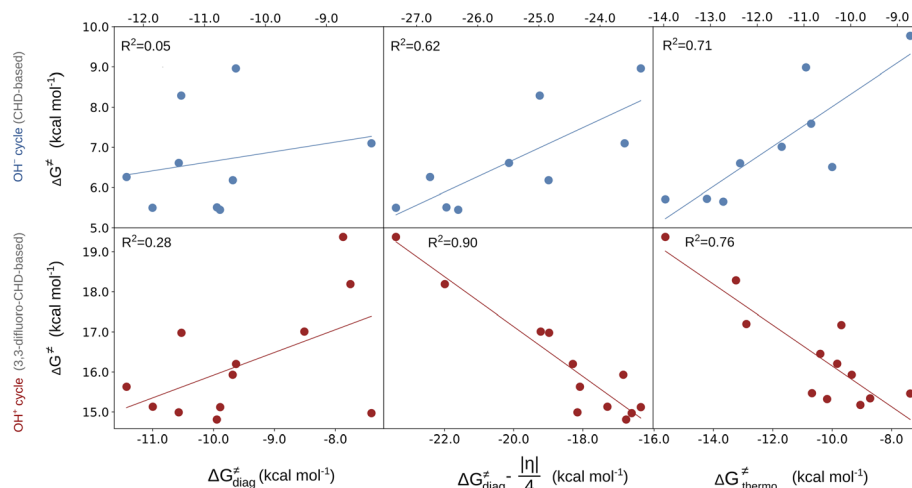 -12.0 -11.0 -10.0 -9.0 -27.0 -26.0 -25.0 -24.0 -14.0 -13.0 -12.0 -11.0 -10.0 -9.0
10.0
9.0
8.0
7.0
6.0
5.0
R²=0.05
R²=0.62
R²=0.71
OH⁻ cycle (CHD-based)
ΔG≠ (kcal mol⁻¹)
19.0
18.0
17.0
16.0
15.0
R²=0.28
R²=0.90
R²=0.76
OH⁺ cycle (3,3-difluoro-CHD-based)
ΔG≠ (kcal mol⁻¹)
-11.0 -10.0 -9.0 -8.0 -22.0 -20.0 -18.0 -16.0 -14.0 -12.0 -10.0 -8.0
ΔG≠diag (kcal mol⁻¹)
ΔG≠diag - |η|/4 (kcal mol⁻¹)
ΔG≠thermo (kcal mol⁻¹)